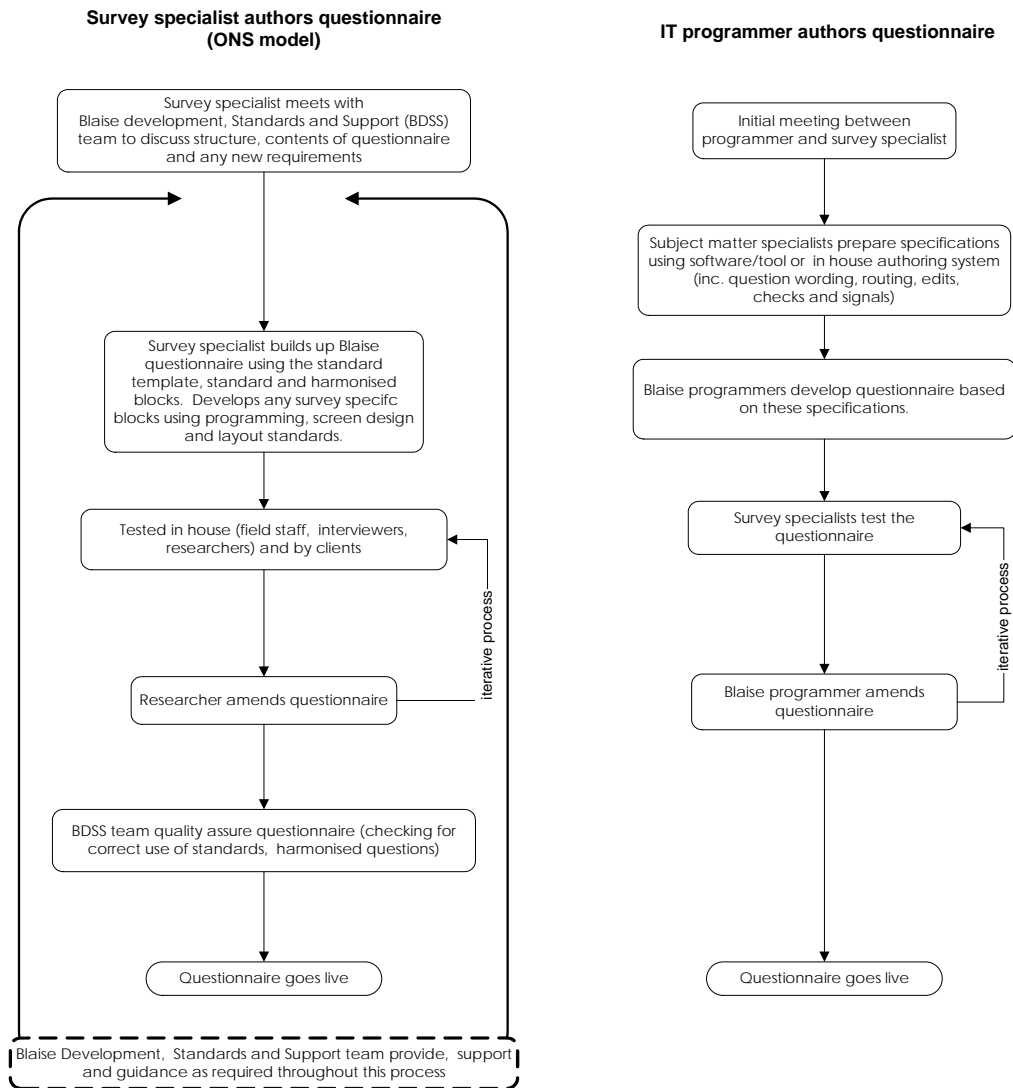 Survey specialist authors questionnaire
(ONS model)
Survey specialist meets with
Blaise development, Standards and Support (BDSS)
team to discuss structure, contents of questionnaire
and any new requirements
Survey specialist builds up Blaise
questionnaire using the standard
template, standard and harmonised
blocks. Develops any survey specifc
blocks using programming, screen design
and layout standards.
Tested in house (field staff, interviewers,
researchers) and by clients
iterative process
Researcher amends questionnaire
BDSS team quality assure questionnaire (checking for
correct use of standards, harmonised questions)
Questionnaire goes live
Blaise Development, Standards and Support team provide, support
and guidance as required throughout this process
IT programmer authors questionnaire
Initial meeting between
programmer and survey specialist
Subject matter specialists prepare specifications
using software/tool or in house authoring system
(inc. question wording, routing, edits,
checks and signals)
Blaise programmers develop questionnaire based
on these specifications.
Survey specialists test the
questionnaire
iterative process
Blaise programmer amends
questionnaire
Questionnaire goes live